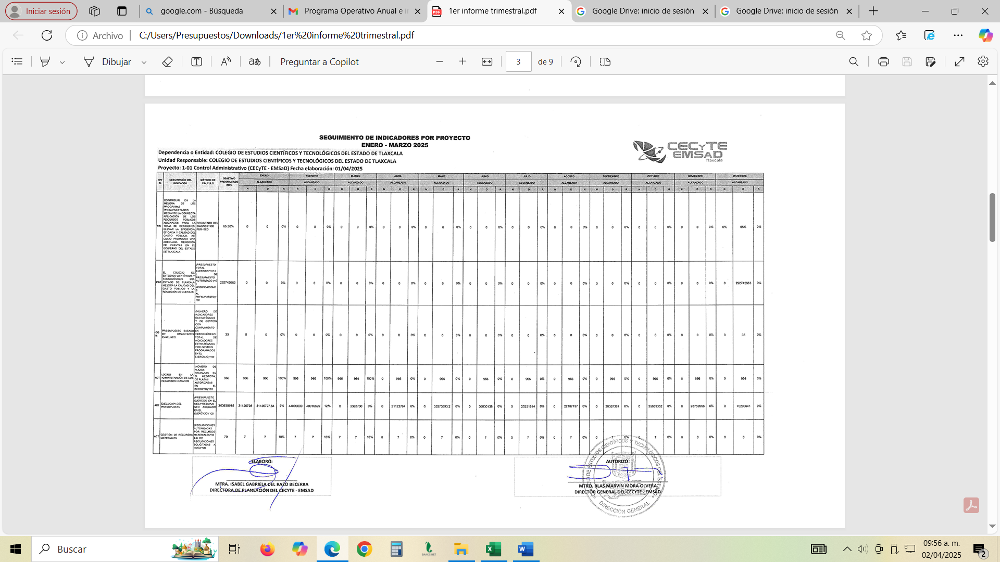 Iniciar sesión
google.com - Búsqueda
Programa Operativo Anual e i
1er informe trimestral.pdf
Google Drive: inicio de sesión
Google Drive: inicio de sesión
Archivo
C:/Users/Presupuestos/Downloads/1er%20informe%20trimestral.pdf
Dibujar
Preguntar a Copilot
3 de 9
SEGUIMIENTO DE INDICADORES POR PROYECTO
ENERO - MARZO 2025
CECyTE
EMSAD
Tlaxcala
Dependencia o Entidad: COLEGIO DE ESTUDIOS CIENTÍFICOS Y TECNOLÓGICOS DEL ESTADO DE TLAXCALA
Unidad Responsable: COLEGIO DE ESTUDIOS CIENTÍFICOS Y TECNOLÓGICOS DEL ESTADO DE TLAXCALA
Proyecto: 1-01 Control Administrativo (CECyTE - EMSaD) Fecha elaboración: 01/04/2025
NIVEL DESCRIPCIÓN DEL INDICADOR MÉTODO DE CÁLCULO OBJETIVO PROGRAMADO 2025 ENERO FEBRERO MARZO ABRIL MAYO JUNIO JULIO AGOSTO SEPTIEMBRE OCTUBRE NOVIEMBRE DICIEMBRE
ALCANZADO ALCANZADO ALCANZADO ALCANZADO ALCANZADO ALCANZADO ALCANZADO ALCANZADO ALCANZADO ALCANZADO ALCANZADO ALCANZADO
N D R N D R N D R N D R N D R N D R N D R N D R N D R N D R N D R N D R
FIN
CONTRIBUIR EN LA
MEJORA DE LOS
PROGRAMAS
PRESUPUESTARIOS
MEDIANTE LA CORRECTA
APLICACIÓN DE LOS
RECURSOS PÚBLICOS
ASIGNADOS PARA LA
TOMA DE DECISIONES,
ELEVAR LA EFICIENCIA,
EFICACIA Y CALIDAD DEL
GASTO PÚBLICO, ASÍ
COMO PROMOVER UNA
ADECUADA RENDICIÓN
DE CUENTAS EN EL
GOBIERNO DEL ESTADO
DE TLAXCALA
RESULTADO DEL
DIAGNÓSTICO
PBR- SED
65.30% 0 0 0% 0 0 0% 0 0 0% 0 0 0% 0 0 0% 0 0 0% 0 0 0% 0 0 0% 0 0 0% 0 0 0% 0 0 0% 0% 65% 0%
PRO
EL COLEGIO DE
ESTUDIOS CIENTÍFICOS Y
TECNOLÓGICOS DEL
ESTADO DE TLAXCALA
MEJORA LA CALIDAD DEL
GASTO PÚBLICO Y LA
RENDICIÓN DE CUENTAS
(PRESUPUESTO
TOTAL
EJERCIDO/TOTA
L DE
PRESUPUESTO
AUTORIZADO
MODIFICACIONE
S
AL
PRESUPUESTO)*
100
292742663 0 0 0% 0 0 0% 0 0 0% 0 0 0% 0 0 0% 0 0 0% 0 0 0% 0 0 0% 0 0 0% 0 0 0% 0 0 0% 0 292742663 0%
COM
PRESUPUESTO BASADO
EN RESULTADOS
EVALUADO
(NÚMERO DE
INDICADORES
ESTRATÉGICOS
Y DE GESTIÓN
CON
CUMPLIMIENTO
EN
VERDE/NÚMERO
TOTAL DE
INDICADORES
ESTRATEGICOS
Y DE GESTIÓN
PROGRAMADOS
EN EL
EJERCICIO)*100
35 0 0 0% 0 0 0% 0 0 0% 0 0 0% 0 0 0% 0 0 0% 0 0 0% 0 0 0% 0 0 0% 0 0 0% 0 0 0% 0 35 0%
ACT
LOGRO EN LA
ADMINISTRACIÓN DE LOS
RECURSOS HUMANOS
(NÚMERO DE
PLAZAS
OCUPADAS EN
EL MES/TOTAL
DE PLAZAS
AUTORIZADAS
EN EL
DECRETO)*100
966 966 966 100% 966 966 100% 966 966 100% 0 966 0% 0 966 0% 0 966 0% 0 966 0% 0 966 0% 0 966 0% 0 966 0% 0 966 0% 0 966 0%
ACT
EJECUCIÓN DEL
PRESUPUESTO
(PRESUPUESTO
EJERCIDO EN EL
MES/PRESUPUE
STO ASIGNADO
EN EL
EJERCICIO)*100
363638985 31126728 31126727.84 9% 44000000 40016629 12% 0 3382700 0% 0 21122764 0% 0 33373593.2 0% 0 36830138 0% 0 20331914 0% 0 22187197 0% 0 20357361 0% 0 35859352 0% 0 28759968 0% 0 70290641 0%
ACT
GESTIÓN DE RECURSOS
MATERIALES
(REQUISICIONES
AUTORIZADAS
POR RECURSOS
MATERIALES/TO
TAL DE
REQUISICIONES
SOLICITADAS A
OMG)*100
70 7 7 10% 7 7 10% 7 7 10% 0 7 0% 0 7 0% 0 7 0% 0 7 0% 0 7 0% 0 7 0% 0 7 0% 0 0 0% 0 0 0%
ELABORÓ:
MTRA. ISABEL GABRIELA DEL RAZO BECERRA
DIRECTORA DE PLANEACIÓN DEL CECYTE - EMSAD
AUTORIZÓ:
MTRO. BLAS MARVIN MORA OLVERA
DIRECTOR GENERAL DEL CECYTE - EMSAD
COLEGIO DE ESTUDIOS CIENTÍFICOS Y TECNOLÓGICOS DEL ESTADO
DIRECCIÓN GENERAL
Buscar
SAACG.NET
09:56 a. m.
02/04/2025
2